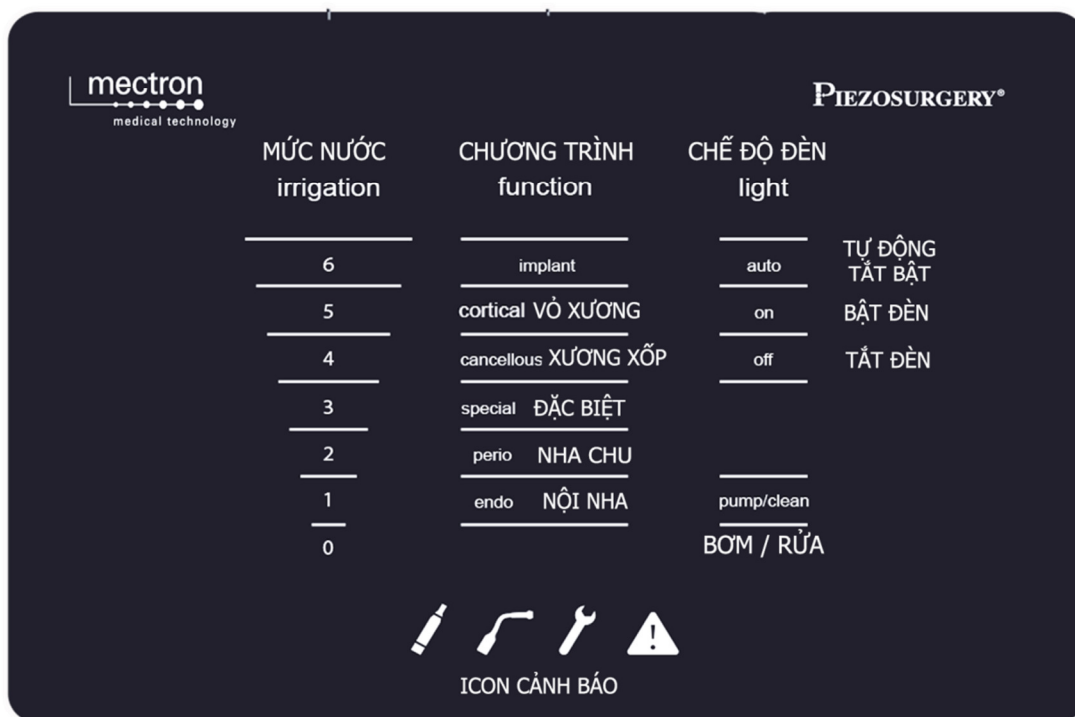 mectron
medical technology
PIEZOSURGERY®
MỨC NƯỚC
irrigation
6
5
4
3
2
1
0
CHƯƠNG TRÌNH
function
implant
cortical VỎ XƯƠNG
cancellous XƯƠNG XỐP
special ĐẶC BIỆT
perio NHA CHU
endo NỘI NHA
CHẾ ĐỘ ĐÈN
light
auto TỰ ĐỘNG
TẮT BẬT
on BẬT ĐÈN
off TẮT ĐÈN
pump/clean
BƠM / RỬA
ICON CẢNH BÁO